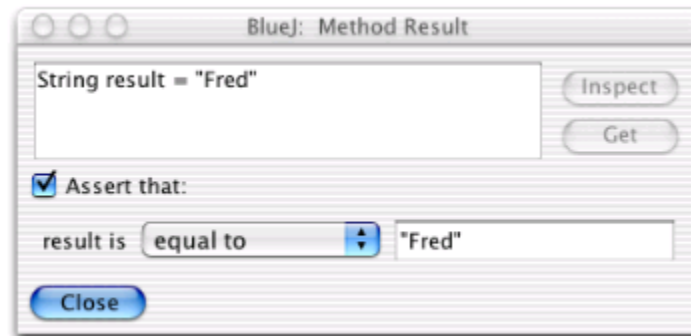 BlueJ: Method Result
String result = "Fred"
Inspect
Get
Assert that:
result is equal to "Fred"
Close